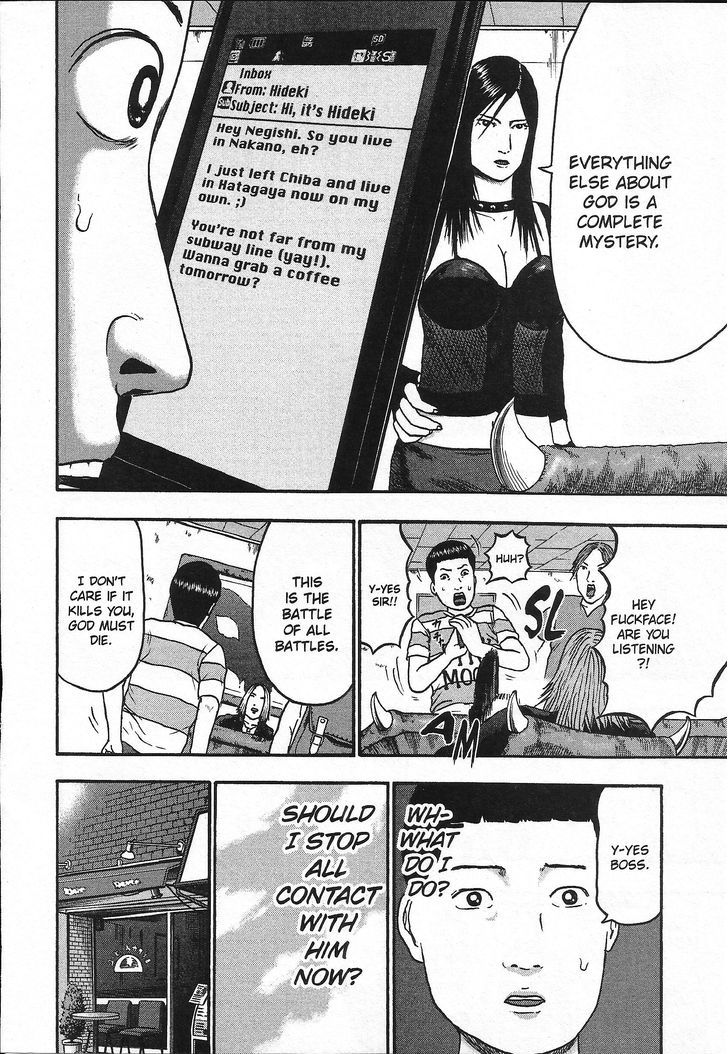 EVERYTHING
ELSE ABOUT
GOD IS A
COMPLETE
MYSTERY.
SD
Inbox
From: Hideki
Subject: Hi, it's Hideki
Hey Negishi. So you live
in Nakano, eh?
I just left Chiba and live
in Hatagaya now on my
own. ;)
You're not far from my
subway line (yay!).
Wanna grab a coffee
tomorrow?
HEY
FUCKFACE!
ARE YOU
LISTENING
?!
HUH?
SL
AM
Y-YES
SIR!!
MOO
THIS
IS THE
BATTLE
OF ALL
BATTLES.
I DON'T
CARE IF IT
KILLS YOU,
GOD MUST
DIE.
Y-YES
BOSS.
WH-
WHAT
DO I
DO?
SHOULD
I STOP
ALL
CONTACT
WITH
HIM
NOW?